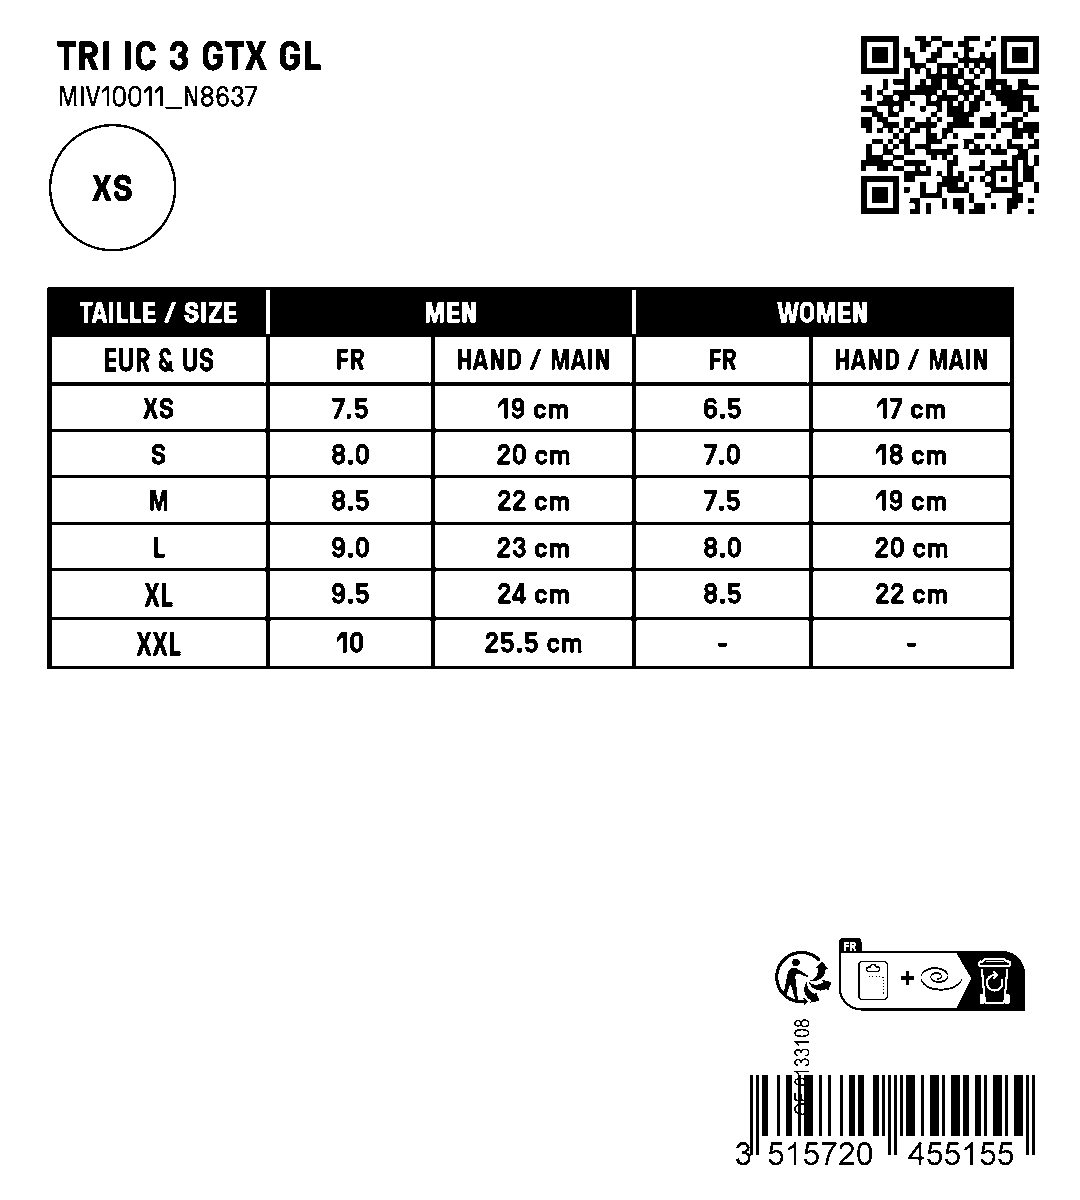 TRI IC 3 GTX GL
MIV10011_N8637
XS
TAILLE / SIZE MEN WOMEN
EUR & US FR HAND / MAIN FR HAND / MAIN
XS 7.5 19 cm 6.5 17 cm
S 8.0 20 cm 7.0 18 cm
M 8.5 22 cm 7.5 19 cm
L 9.0 23 cm 8.0 20 cm
XL 9.5 24 cm 8.5 22 cm
XXL 10 25.5 cm - -
FR
+
3 515720 455155